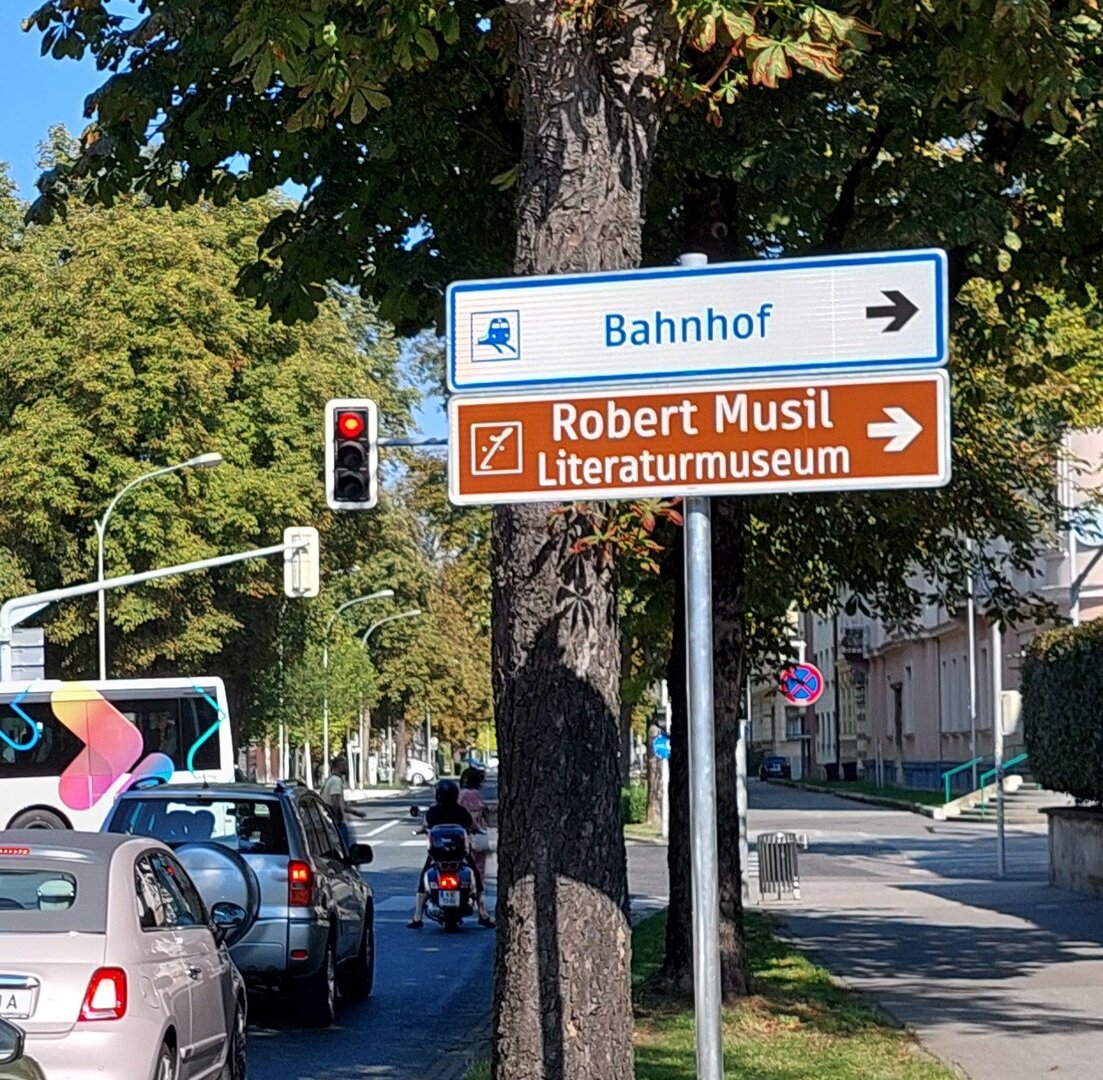 Bahnhof
Robert Musil
Literaturmuseum